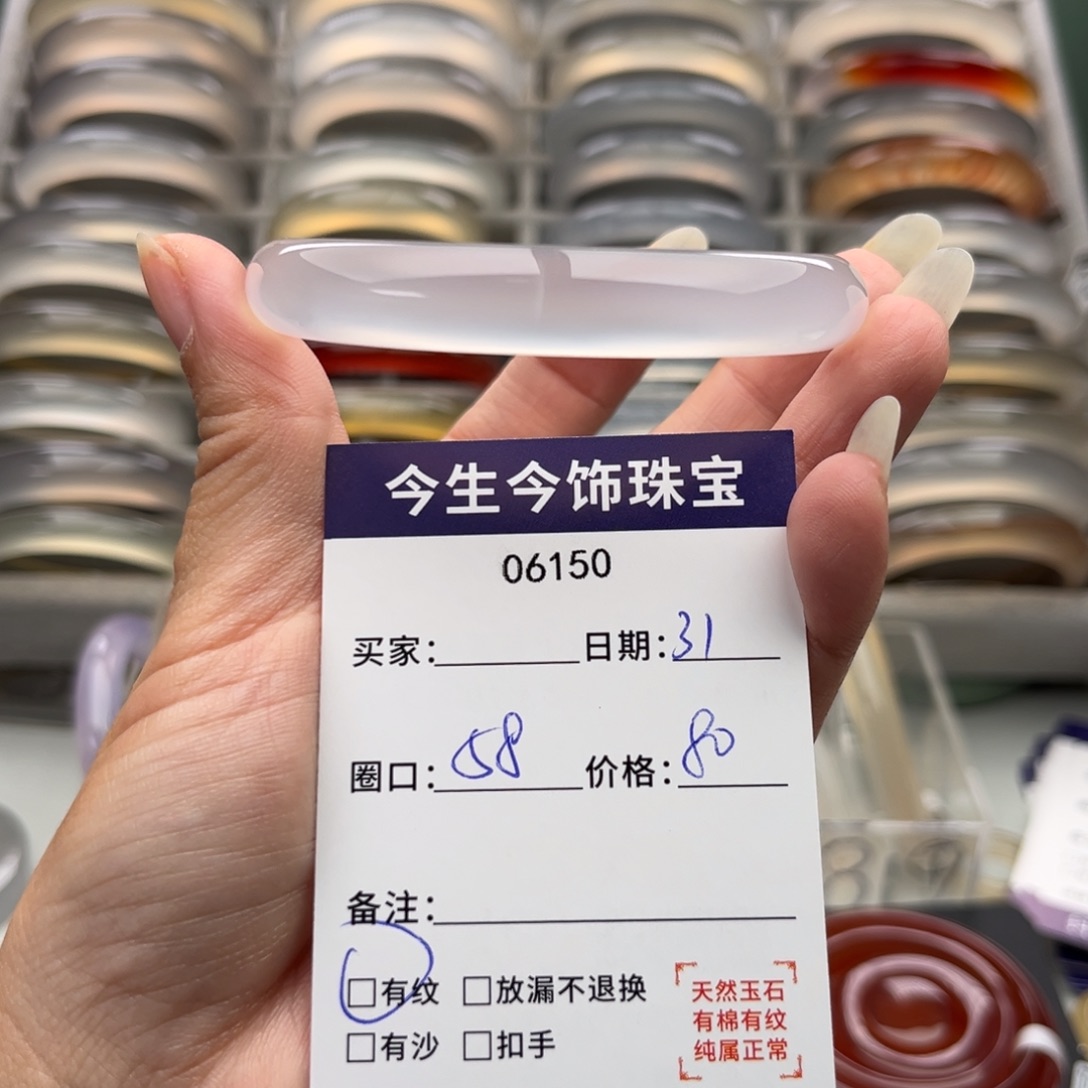 今生今饰珠宝
06150
买家： 日期：31
圈口：58 价格：80
备注：
□有纹 □放漏不退换
□有沙 □扣手
天然玉石
有棉有纹
纯属正常